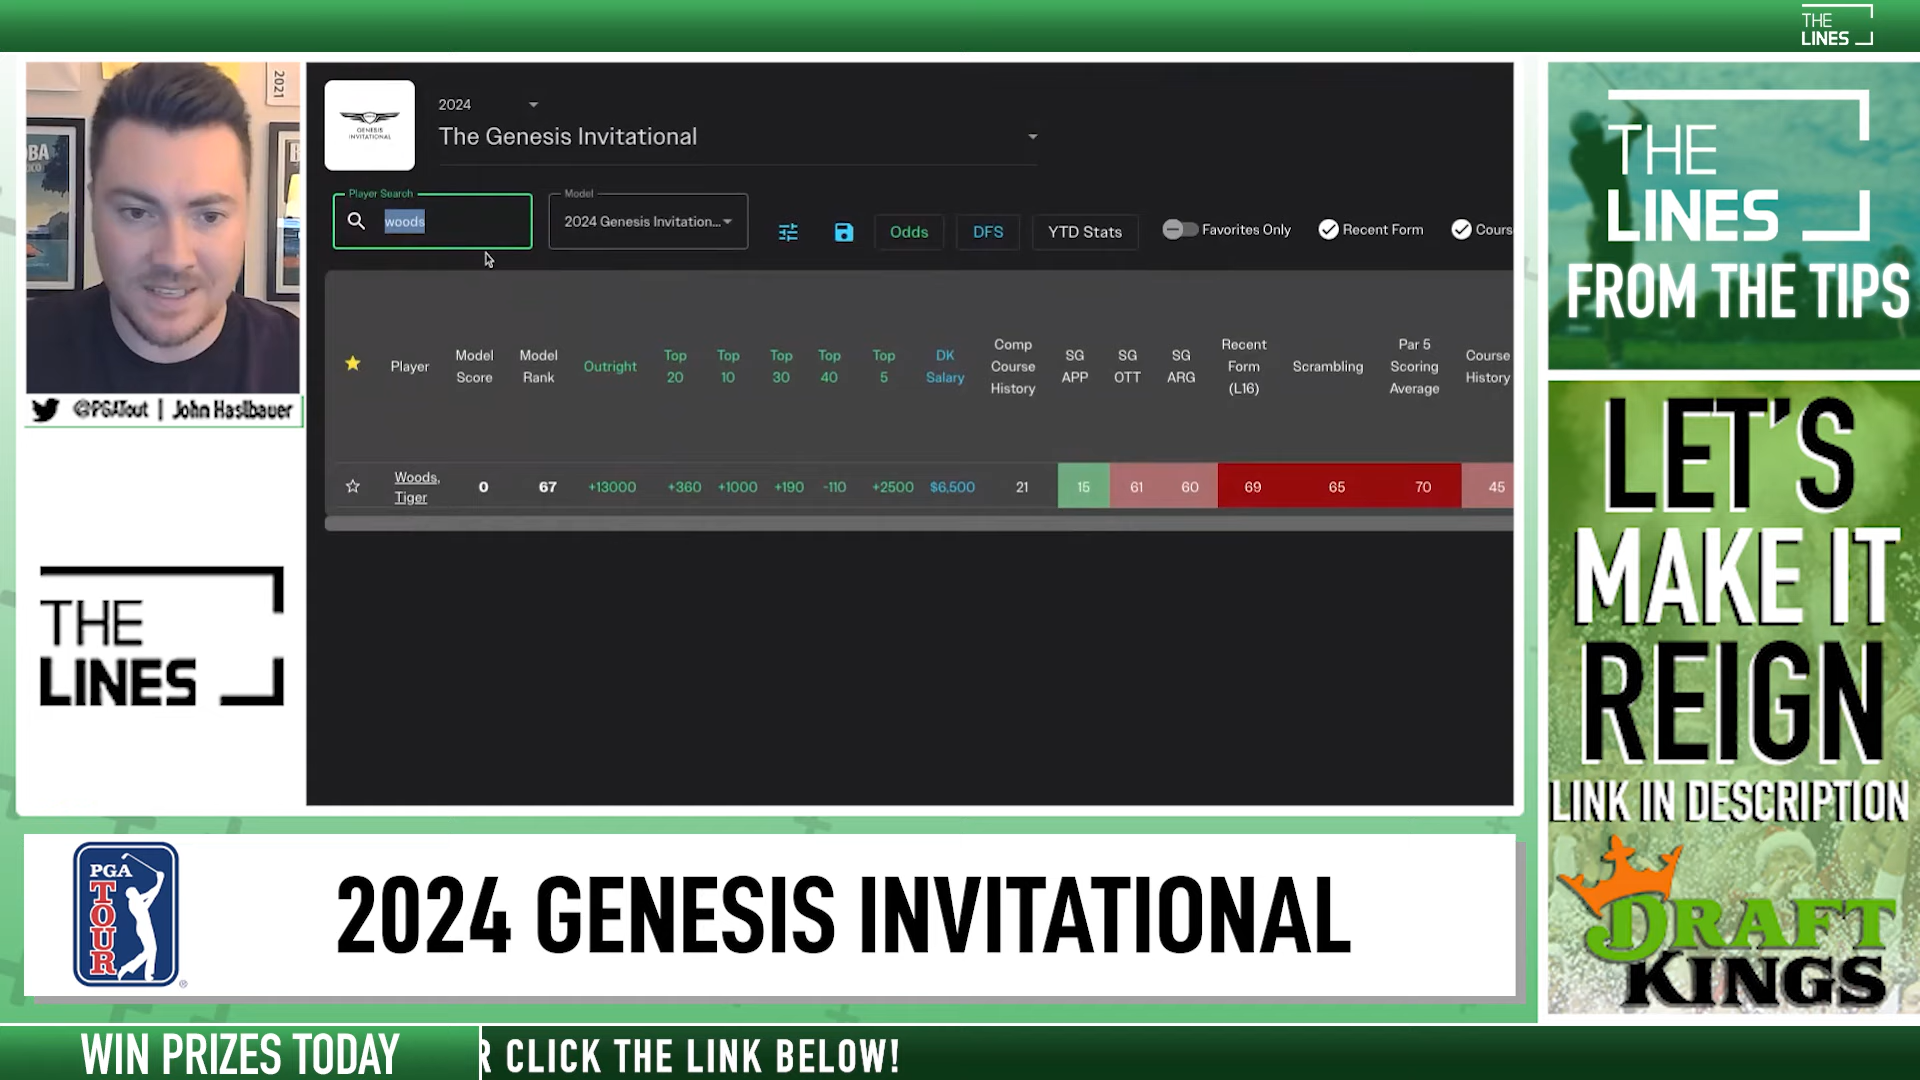 THE
LINES
2021
BA
CO
B
@PGATout | John Haslbauer
THE
LINES
GENESIS
INVITATIONAL
2024
The Genesis Invitational
Player Search
woods
Model
2024 Genesis Invitation...
Odds
DFS
YTD Stats
Favorites Only
Recent Form
Cours
Player
Model Score
Model Rank
Outright
Top 20
Top 10
Top 30
Top 40
Top 5
DK Salary
Comp Course History
SG APP
SG OTT
SG ARG
Recent Form (L16)
Scrambling
Par 5 Scoring Average
Course History
Woods, Tiger
0
67
+13000
+360
+1000
+190
-110
+2500
$6,500
21
15
61
60
69
65
70
45
THE
LINES
FROM THE TIPS
LET'S
MAKE IT
REIGN
LINK IN DESCRIPTION
DRAFT
KINGS
PGA
TOUR
®
2024 GENESIS INVITATIONAL
WIN PRIZES TODAY
R CLICK THE LINK BELOW!